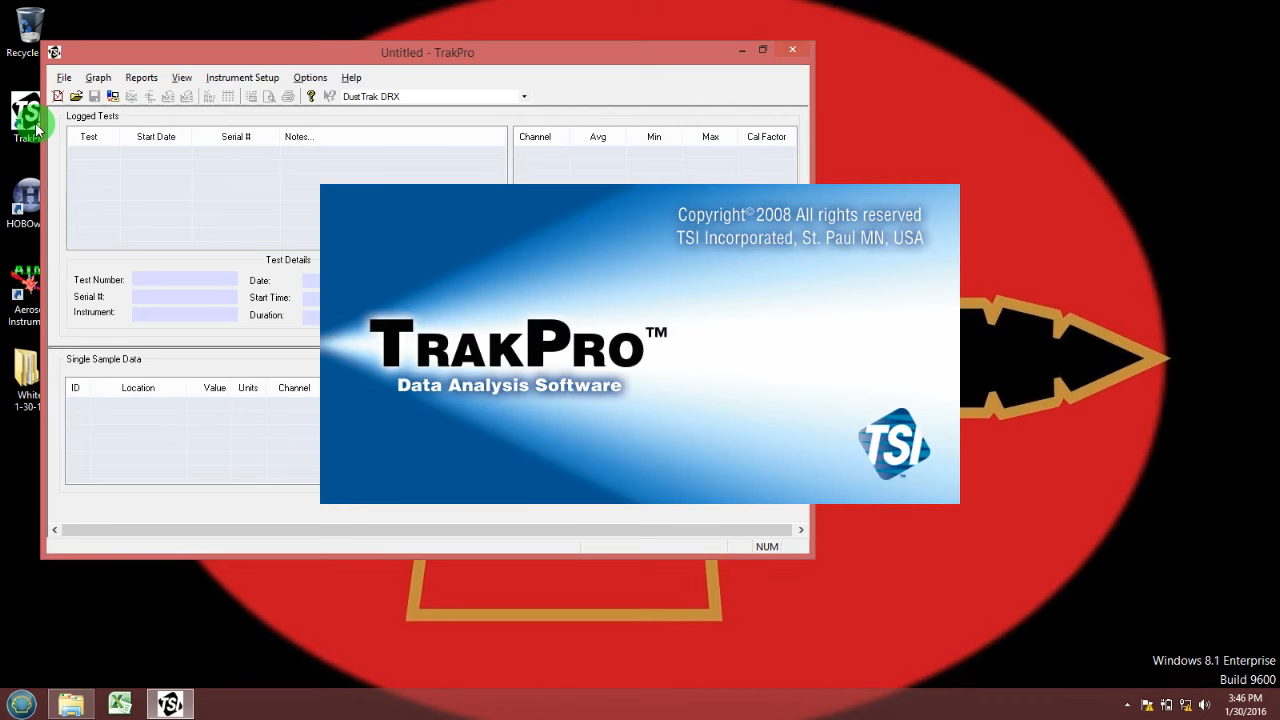 Recycle
TSI
TrakP
HOBOw
Aeros
Instrum
White
1-30-1
TSI
Untitled - TrakPro
File Graph Reports View Instrument Setup Options Help
DustTrak DRX
Logged Tests
Test Start Date Serial # Notes...
Channel Avg Min Max Cal Factor
Test Details
Test Number: Date:
Serial #: Start Time:
Instrument: Duration:
Single Sample Data
ID Location Value Units Channel
NUM
Copyright© 2008 All rights reserved
TSI Incorporated, St. Paul MN, USA
TRAKPRO™
Data Analysis Software
TSI
Windows 8.1 Enterprise
Build 9600
TSI
3:46 PM
1/30/2016